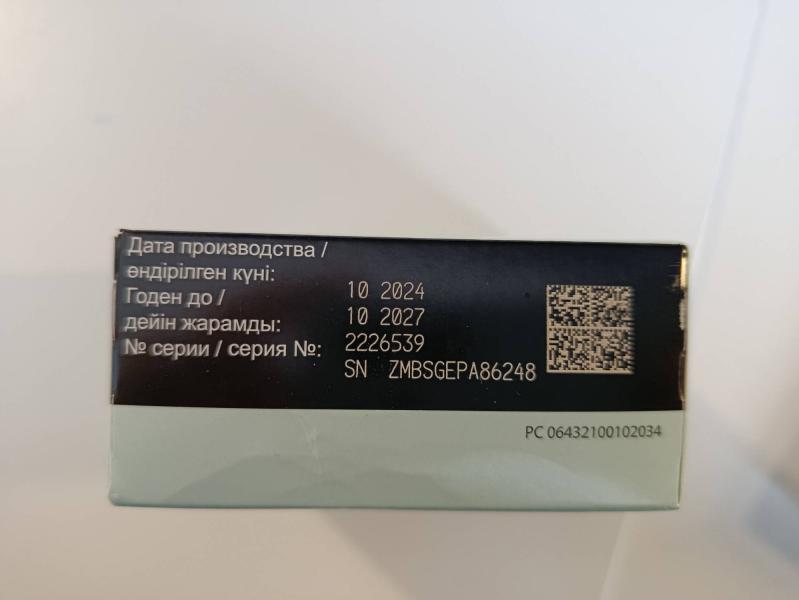 Дата производства /
өндірілген күні:
10 2024
Годен до /
дейін жарамды:
10 2027
№ серии / серия №:
2226539
SN ZMBSGEPA86248
PC 06432100102034